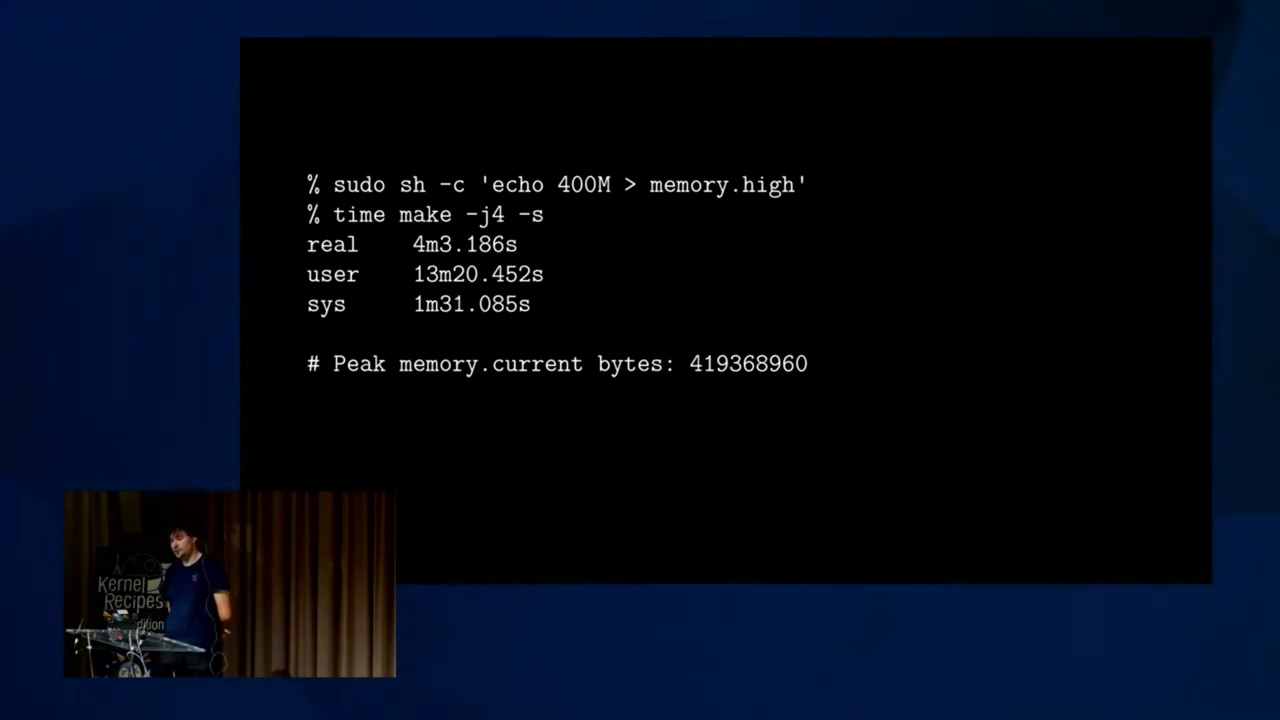 % sudo sh -c 'echo 400M > memory.high'
% time make -j4 -s
real 4m3.186s
user 13m20.452s
sys 1m31.085s
# Peak memory.current bytes: 419368960
Kernel
Recipes
dition